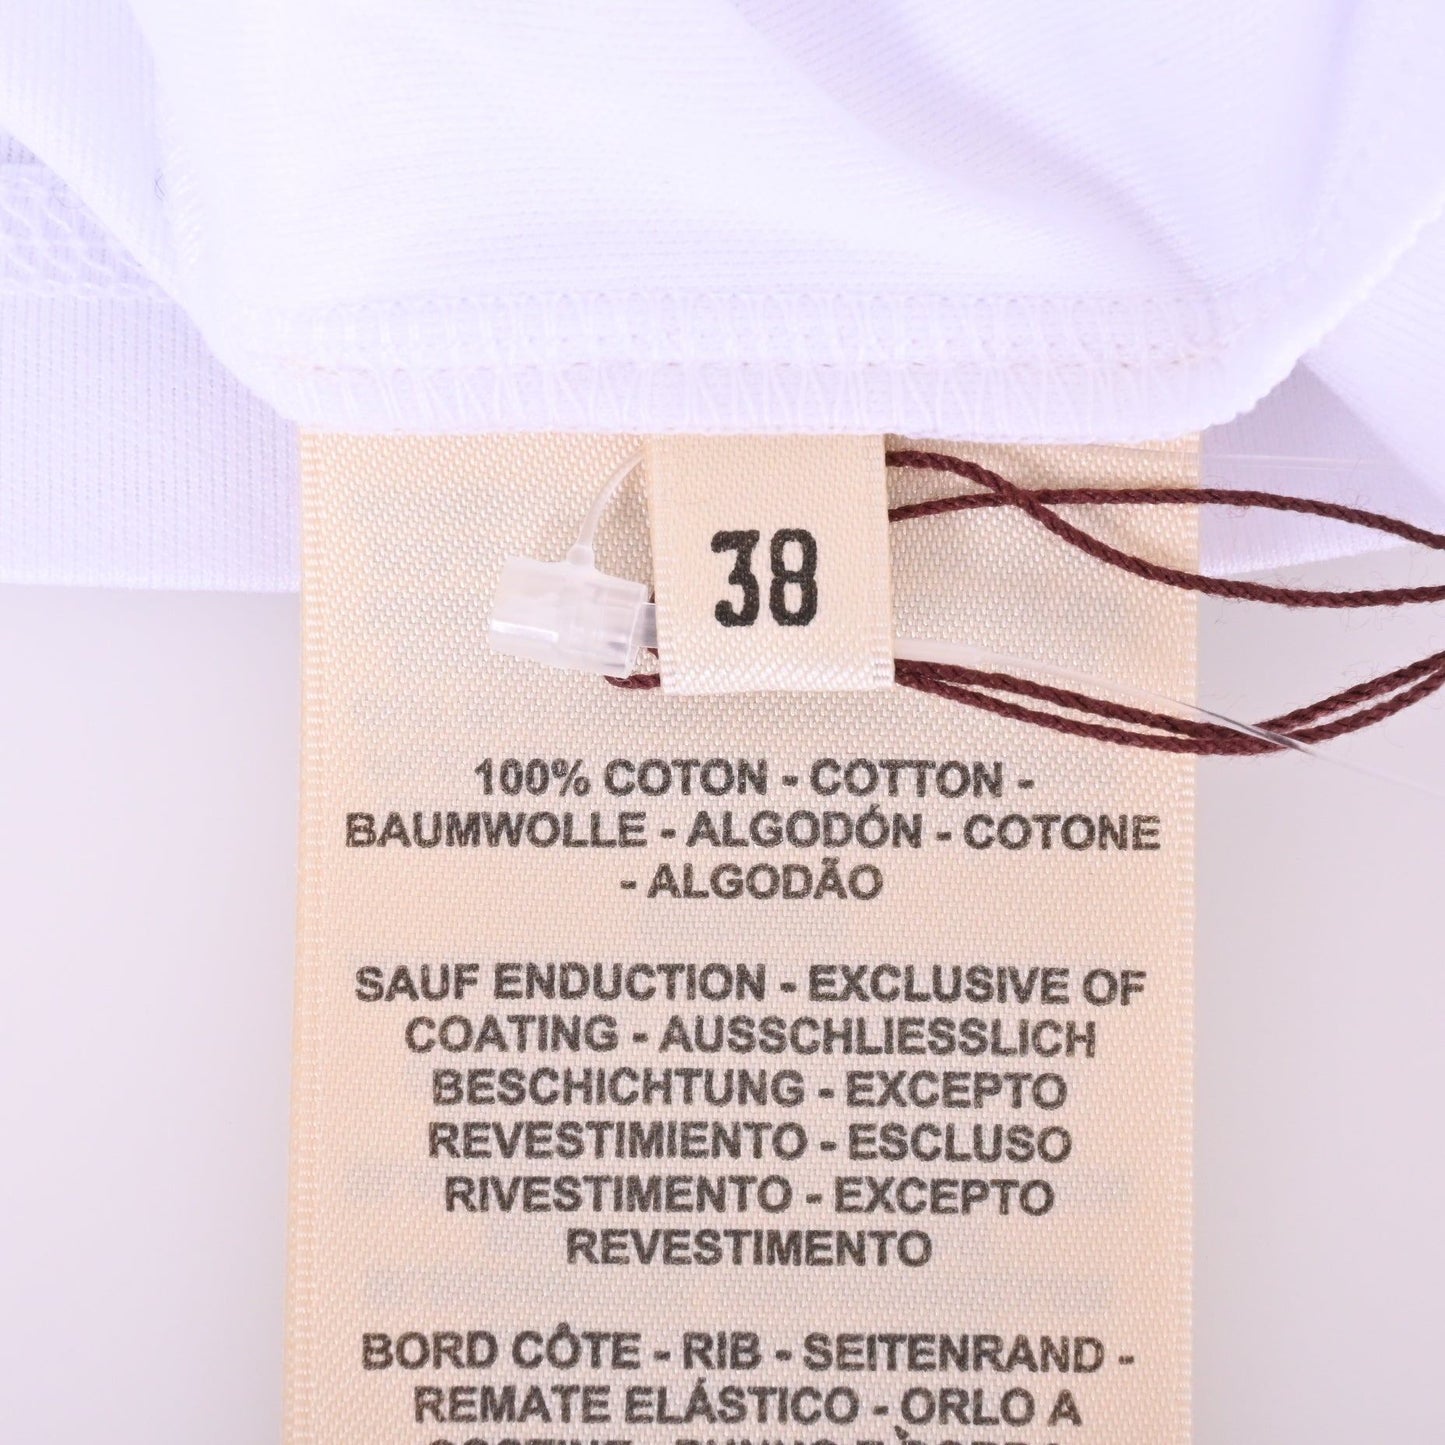 38
100% COTON - COTTON -
BAUMWOLLE - ALGODÓN - COTONE
- ALGODÃO
SAUF ENDUCTION - EXCLUSIVE OF
COATING - AUSSCHLIESSLICH
BESCHICHTUNG - EXCEPTO
REVESTIMIENTO - ESCLUSO
RIVESTIMENTO - EXCEPTO
REVESTIMENTO
BORD CÔTE - RIB - SEITENRAND -
REMATE ELÁSTICO - ORLO A